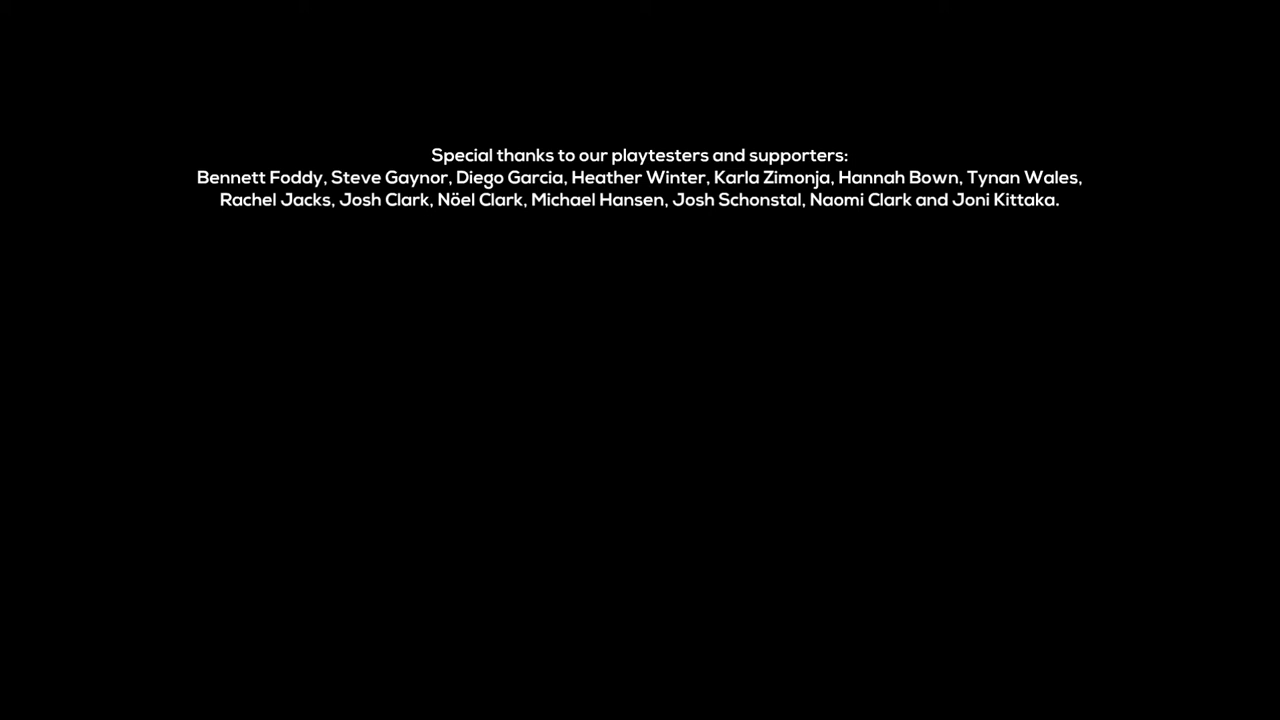 Special thanks to our playtesters and supporters:
Bennett Foddy, Steve Gaynor, Diego Garcia, Heather Winter, Karla Zimonja, Hannah Bown, Tynan Wales,
Rachel Jacks, Josh Clark, Nöel Clark, Michael Hansen, Josh Schonstal, Naomi Clark and Joni Kittaka.